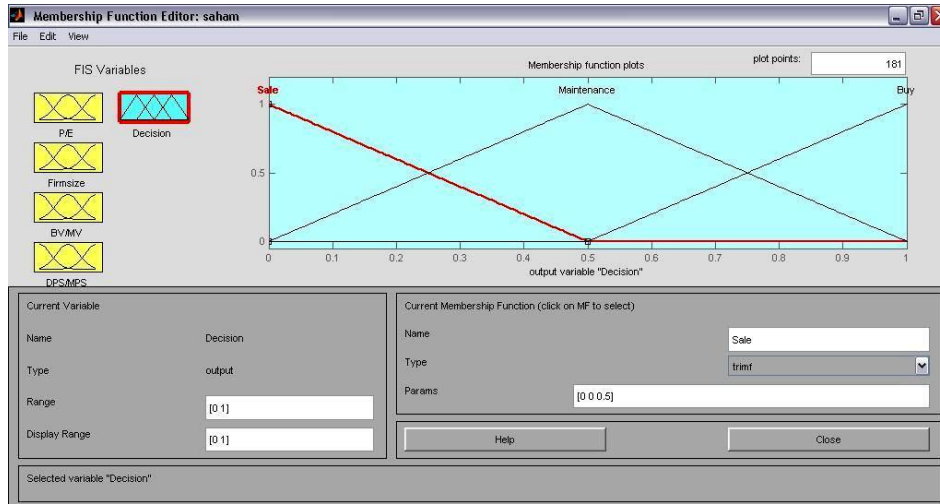 Membership Function Editor: saham
File Edit View
FIS Variables
P/E
Decision
Firmsize
BV/MV
DPS/MPS
Membership function plots
plot points:
181
Sale
Maintenance
Buy
1
0.5
0
0 0.1 0.2 0.3 0.4 0.5 0.6 0.7 0.8 0.9 1
output variable "Decision"
Current Variable
Name Decision
Type output
Range [0 1]
Display Range [0 1]
Current Membership Function (click on MF to select)
Name Sale
Type trimf
Params [0 0 0.5]
Help Close
Selected variable "Decision"